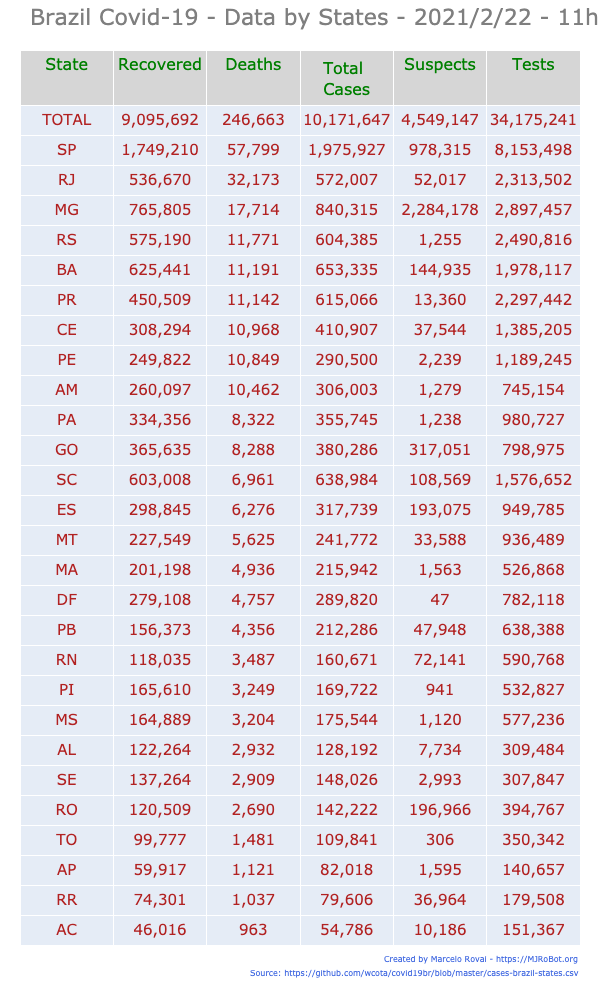 Brazil Covid-19 - Data by States - 2021/2/22 - 11h
State Recovered Deaths Total Cases Suspects Tests
TOTAL 9,095,692 246,663 10,171,647 4,549,147 34,175,241
SP 1,749,210 57,799 1,975,927 978,315 8,153,498
RJ 536,670 32,173 572,007 52,017 2,313,502
MG 765,805 17,714 840,315 2,284,178 2,897,457
RS 575,190 11,771 604,385 1,255 2,490,816
BA 625,441 11,191 653,335 144,935 1,978,117
PR 450,509 11,142 615,066 13,360 2,297,442
CE 308,294 10,968 410,907 37,544 1,385,205
PE 249,822 10,849 290,500 2,239 1,189,245
AM 260,097 10,462 306,003 1,279 745,154
PA 334,356 8,322 355,745 1,238 980,727
GO 365,635 8,288 380,286 317,051 798,975
SC 603,008 6,961 638,984 108,569 1,576,652
ES 298,845 6,276 317,739 193,075 949,785
MT 227,549 5,625 241,772 33,588 936,489
MA 201,198 4,936 215,942 1,563 526,868
DF 279,108 4,757 289,820 47 782,118
PB 156,373 4,356 212,286 47,948 638,388
RN 118,035 3,487 160,671 72,141 590,768
PI 165,610 3,249 169,722 941 532,827
MS 164,889 3,204 175,544 1,120 577,236
AL 122,264 2,932 128,192 7,734 309,484
SE 137,264 2,909 148,026 2,993 307,847
RO 120,509 2,690 142,222 196,966 394,767
TO 99,777 1,481 109,841 306 350,342
AP 59,917 1,121 82,018 1,595 140,657
RR 74,301 1,037 79,606 36,964 179,508
AC 46,016 963 54,786 10,186 151,367
Created by Marcelo Rovai - https://MJRoBot.org
Source: https://github.com/wcota/covid19br/blob/master/cases-brazil-states.csv